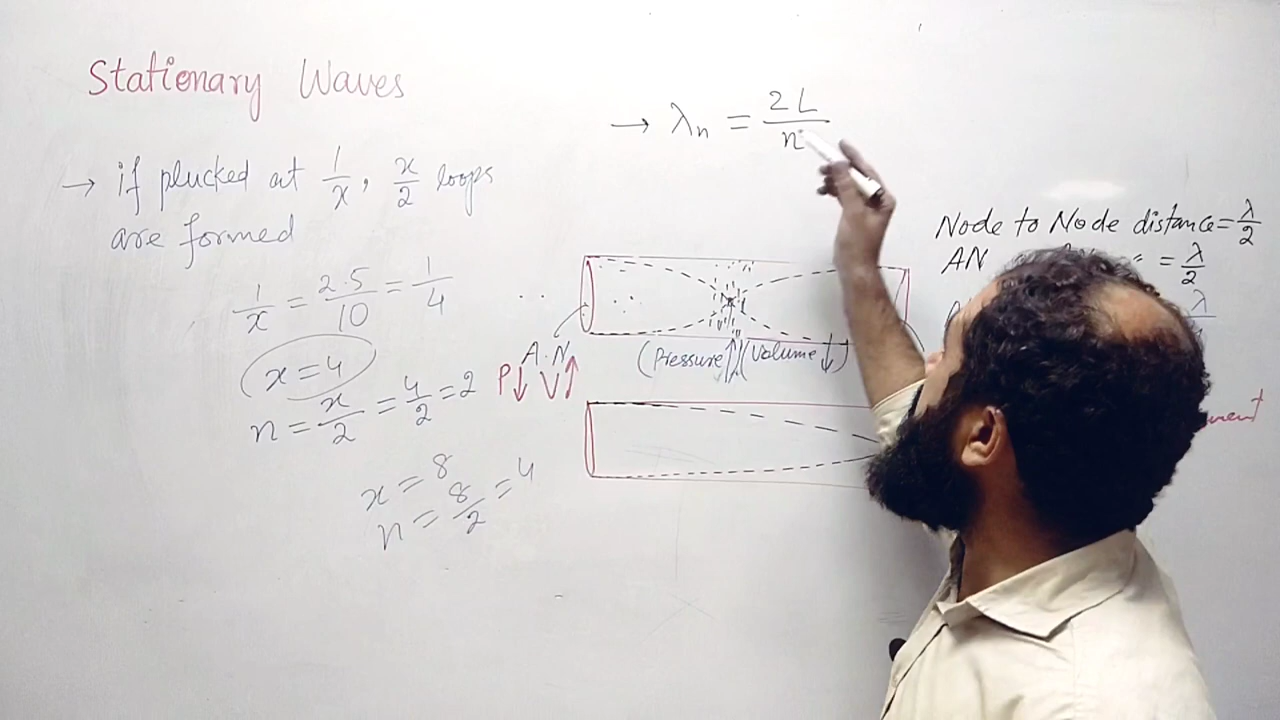 Stationary Waves
→ if plucked at 1/x, x/2 loops
are formed
1/x = 2.5/10 = 1/4
x = 4
n = x/2 = 4/2 = 2
x = 8
n = 8/2 = 4
→ λn = 2L/n
A.N
P↓ V↑
(Pressure↑)(Volume↓)
Node to Node distance = λ/2
AN " = λ/2
λ